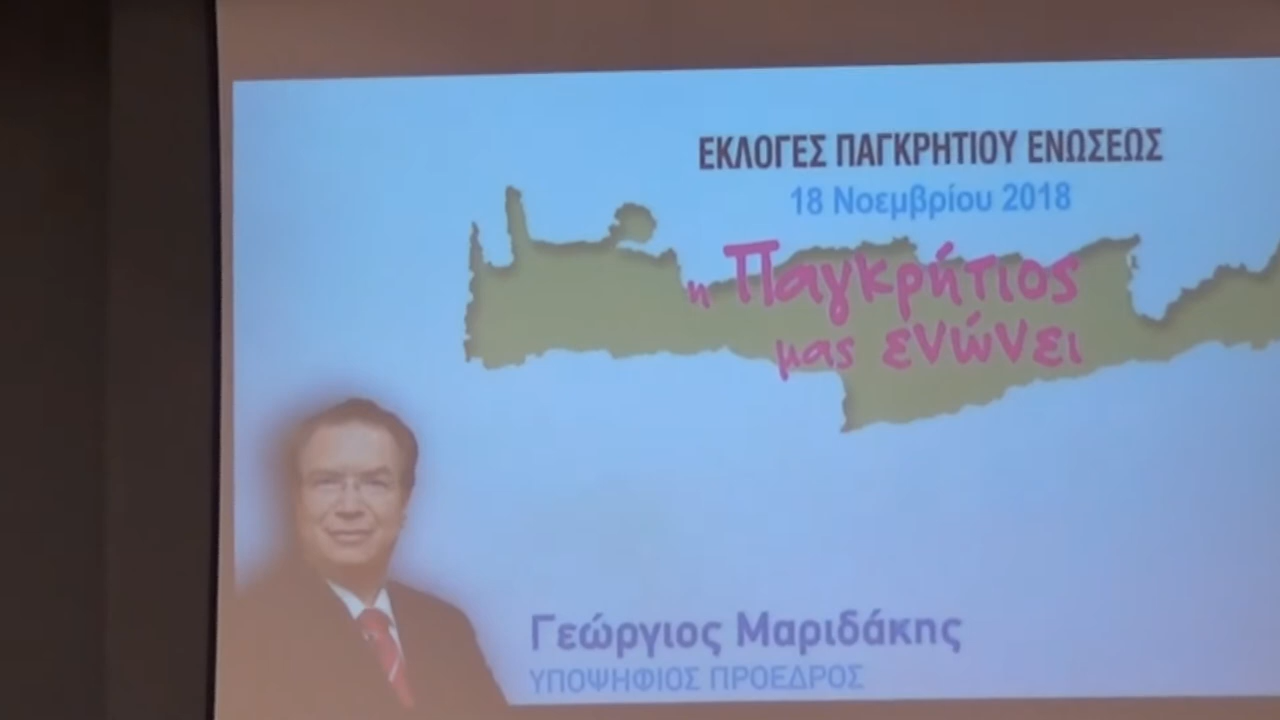 ΕΚΛΟΓΕΣ ΠΑΓΚΡΗΤΙΟΥ ΕΝΩΣΕΩΣ
18 Νοεμβρίου 2018
η Παγκρήτιος
μας ενώνει
Γεώργιος Μαριδάκης
ΥΠΟΨΗΦΙΟΣ ΠΡΟΕΔΡΟΣ